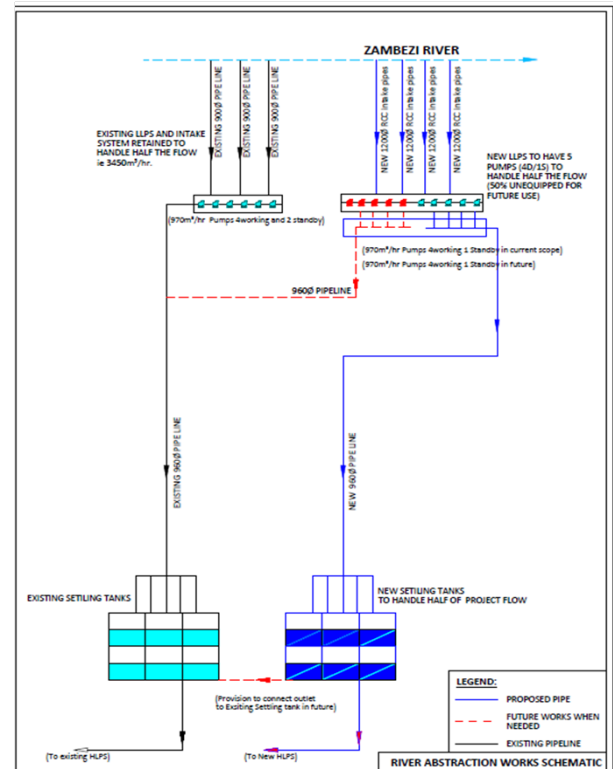 ZAMBEZI RIVER
EXISTING 900Ø PIPE LINE
EXISTING 900Ø PIPE LINE
EXISTING 900Ø PIPE LINE
NEW 1200Ø RCC intake pipes
NEW 1200Ø RCC intake pipes
NEW 1200Ø RCC intake pipes
NEW 1200Ø RCC intake pipes
EXISTING LLPS AND INTAKE
SYSTEM RETAINED TO
HANDLE HALF THE FLOW
ie 3450m³/hr.
NEW LLPS TO HAVE 5
PUMPS (4D/1S) TO
HANDLE HALF THE FLOW
(50% UNEQUIPPED FOR
FUTURE USE)
(970m³/hr Pumps 4working and 2 standby)
(970m³/hr Pumps 4working 1 Standby in current scope)
(970m³/hr Pumps 4working 1 Standby in future)
960Ø PIPELINE
EXISTING 960Ø PIPE LINE
NEW 960Ø PIPE LINE
EXISTING SETILING TANKS
NEW SETILING TANKS
TO HANDLE HALF OF PROJECT FLOW
(Provision to connect outlet
to Exsiting Settling tank in future)
(To existing HLPS)
(To New HLPS)
LEGEND:
PROPOSED PIPE
FUTURE WORKS WHEN
NEEDED
EXISTING PIPELINE
RIVER ABSTRACTION WORKS SCHEMATIC